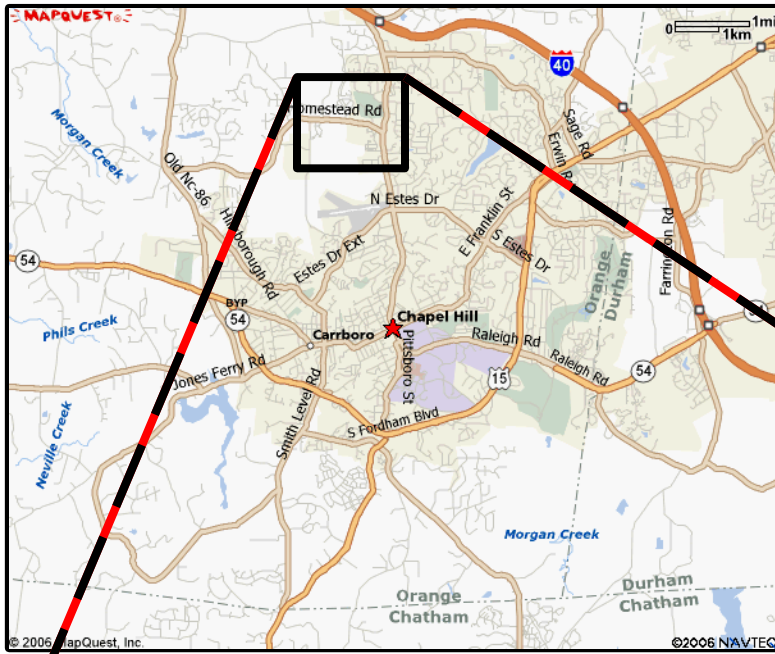 MAPQUEST
0 1mi
1km
40
Homestead Rd
Morgan Creek
Sage Rd
Erwin R
Old Nc-86
N Estes Dr
E Franklin St
Hillsborough Rd
Estes Dr Ext
S Estes Dr
Farrington Rd
54
Orange
Durham
BYP
54
Phils Creek
Chapel Hill
Carrboro
Pittsboro St
Raleigh Rd
Raleigh Rd
54
15
Jones Ferry Rd
Smith Level Rd
S Fordham Blvd
Neville Creek
Morgan Creek
Orange
Chatham
Durham
Chatham
© 2006 MapQuest, Inc.
©2006 NAVTEQ